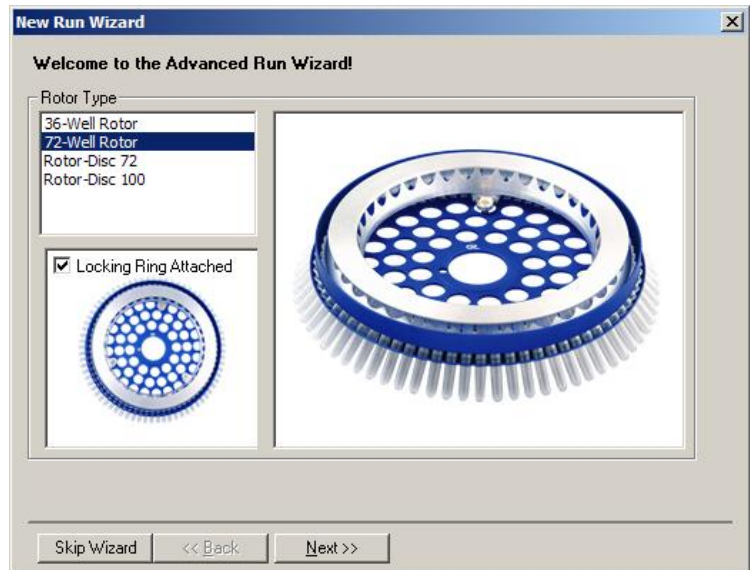 New Run Wizard
Welcome to the Advanced Run Wizard!
Rotor Type
36-Well Rotor
72-Well Rotor
Rotor-Disc 72
Rotor-Disc 100
Locking Ring Attached
Skip Wizard
<< Back
Next >>